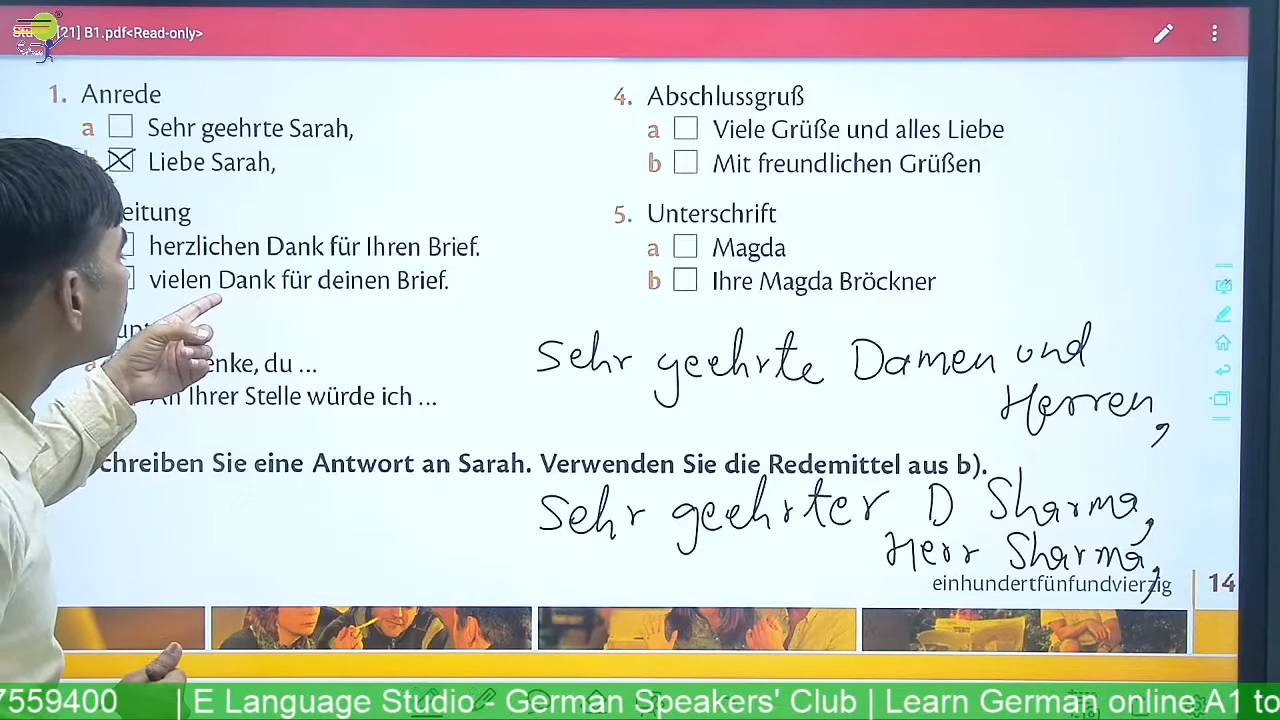 [21] B1.pdf<Read-only>
1. Anrede
a Sehr geehrte Sarah,
Liebe Sarah,
eitung
herzlichen Dank für Ihren Brief.
vielen Dank für deinen Brief.
enke, du ...
An Ihrer Stelle würde ich ...
4. Abschlussgruß
a Viele Grüße und alles Liebe
b Mit freundlichen Grüßen
5. Unterschrift
a Magda
b Ihre Magda Bröckner
Sehr geehrte Damen und
Herren,
chreiben Sie eine Antwort an Sarah. Verwenden Sie die Redemittel aus b).
Sehr geehrter D Sharma,
Herr Sharma,
einhundertfünfundvierzig 14
7559400 | E Language Studio - German Speakers' Club | Learn German online A1 to